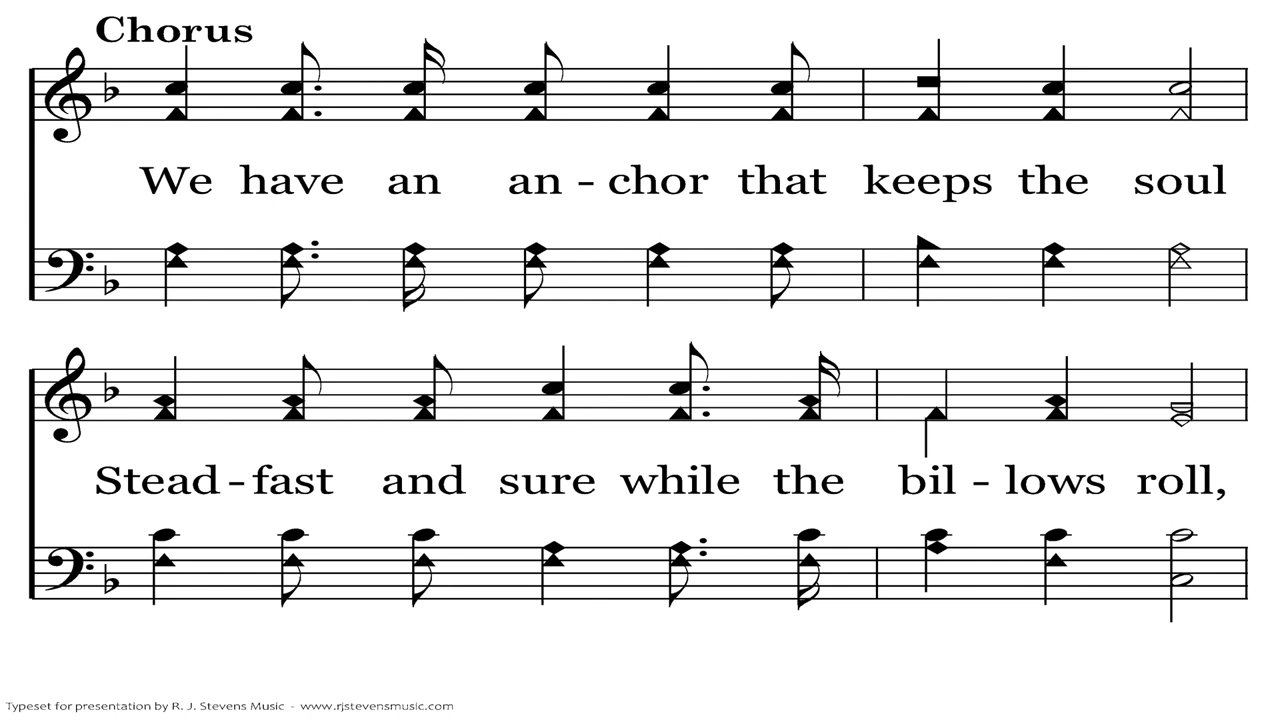 Chorus
We have an an - chor that keeps the soul
Stead - fast and sure while the bil - lows roll,
Typeset for presentation by R. J. Stevens Music - www.rjstevensmusic.com